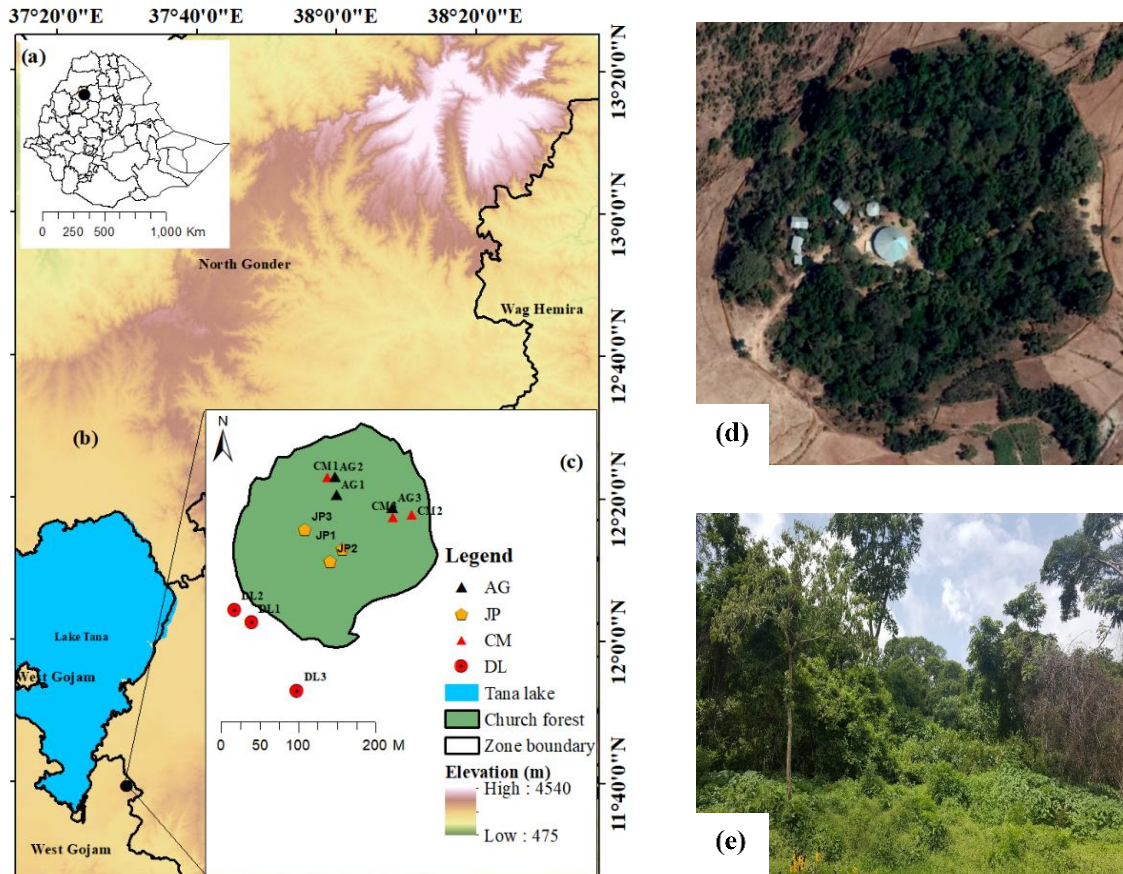 37°20'0"E 37°40'0"E 38°0'0"E 38°20'0"E
(a)
0 250 500 1,000 Km
13°20'0"N
13°0'0"N
North Gonder
Wag Hemira
12°40'0"N
(b)
N
(c)
CM1 AG2
AG1
AG3
CM2
JP3
JP1
JP2
12°20'0"N
Legend
AG
JP
CM
DL
Tana lake
Church forest
Zone boundary
Elevation (m)
High : 4540
Low : 475
DL2
DL1
DL3
0 50 100 200 M
12°0'0"N
Lake Tana
West Gojam
11°40'0"N
West Gojam
(d)
(e)